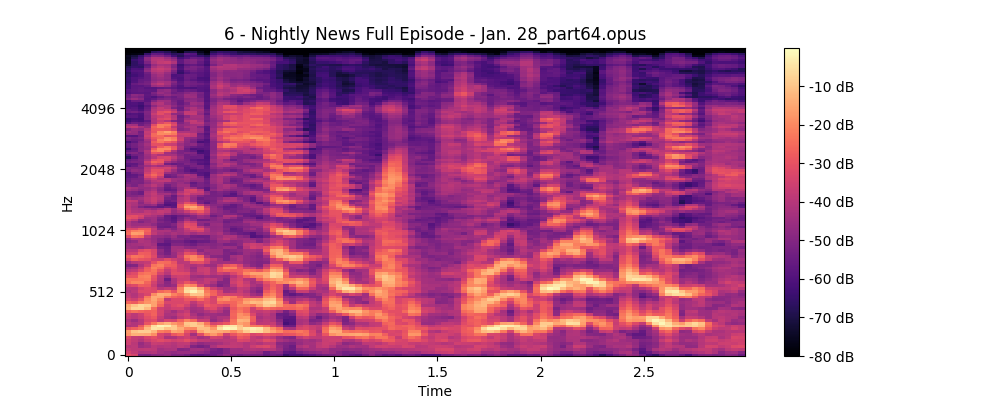 6 - Nightly News Full Episode - Jan. 28_part64.opus
Hz
4096
2048
1024
512
0
0
0.5
1
1.5
2
2.5
Time
-10 dB
-20 dB
-30 dB
-40 dB
-50 dB
-60 dB
-70 dB
-80 dB